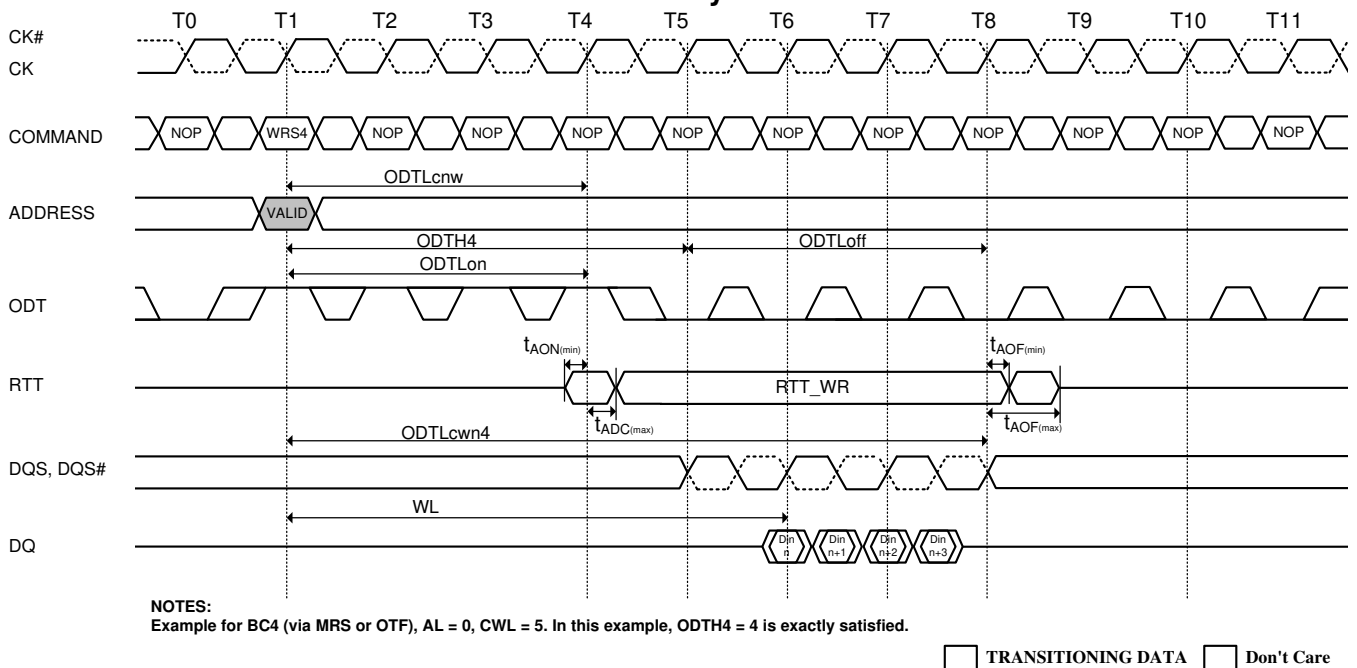 T0 T1 T2 T3 T4 T5 T6 T7 T8 T9 T10 T11
CK#
CK
COMMAND NOP WRS4 NOP NOP NOP NOP NOP NOP NOP NOP NOP NOP
ODTLcnw
ADDRESS VALID
ODTH4 ODTLoff
ODTLon
ODT
tAON(min) tAOF(min)
RTT RTT_WR
tADC(max) tAOF(max)
ODTLcwn4
DQS, DQS#
WL
DQ Din n Din n+1 Din n+2 Din n+3
NOTES:
Example for BC4 (via MRS or OTF), AL = 0, CWL = 5. In this example, ODTH4 = 4 is exactly satisfied.
TRANSITIONING DATA Don't Care